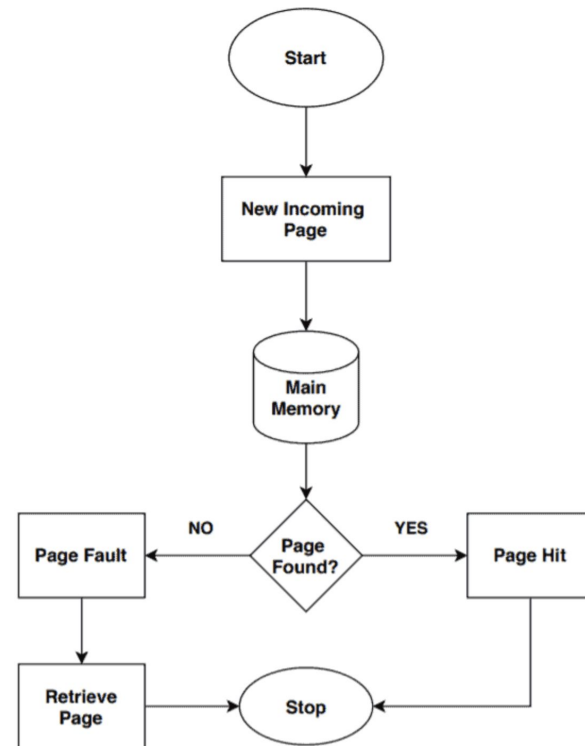 Start
New Incoming
Page
Main
Memory
NO
YES
Page Fault
Page
Found?
Page Hit
Retrieve
Page
Stop